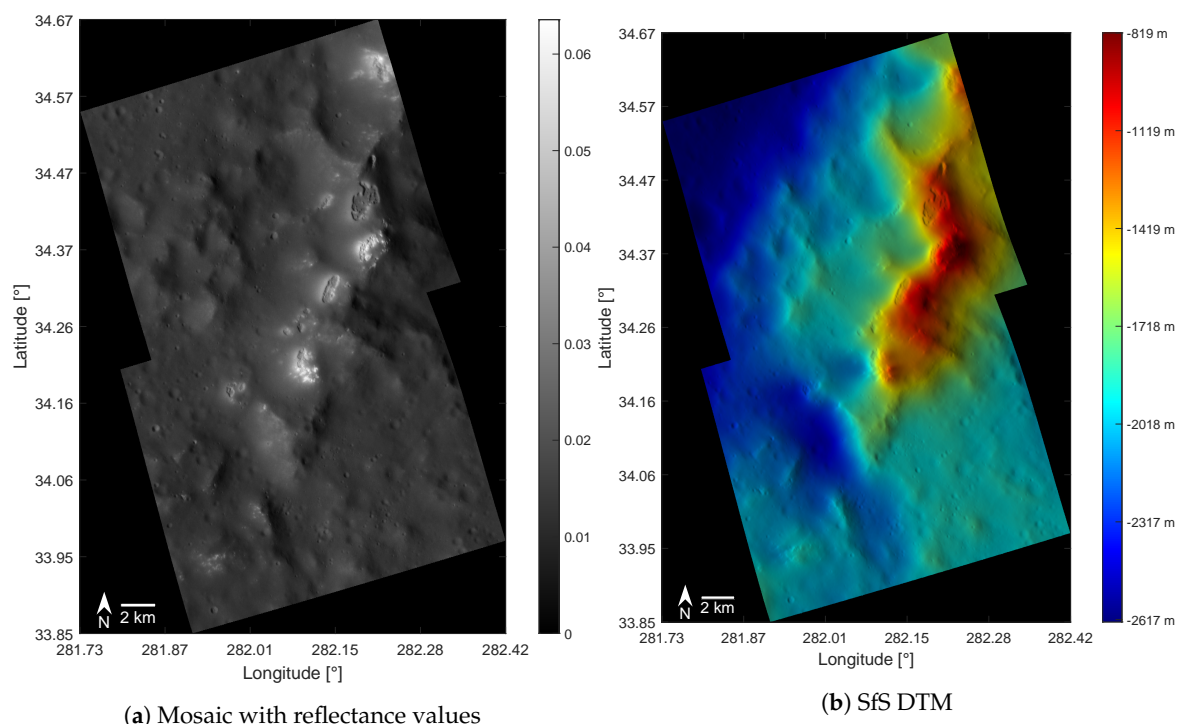 34.67
34.57
34.47
34.37
34.26
34.16
34.06
33.95
33.85
Latitude [°]
281.73 281.87 282.01 282.15 282.28 282.42
Longitude [°]
N
2 km
0.06
0.05
0.04
0.03
0.02
0.01
0
(a) Mosaic with reflectance values
34.67
34.57
34.47
34.37
34.26
34.16
34.06
33.95
33.85
Latitude [°]
281.73 281.87 282.01 282.15 282.28 282.42
Longitude [°]
N
2 km
-819 m
-1119 m
-1419 m
-1718 m
-2018 m
-2317 m
-2617 m
(b) SfS DTM